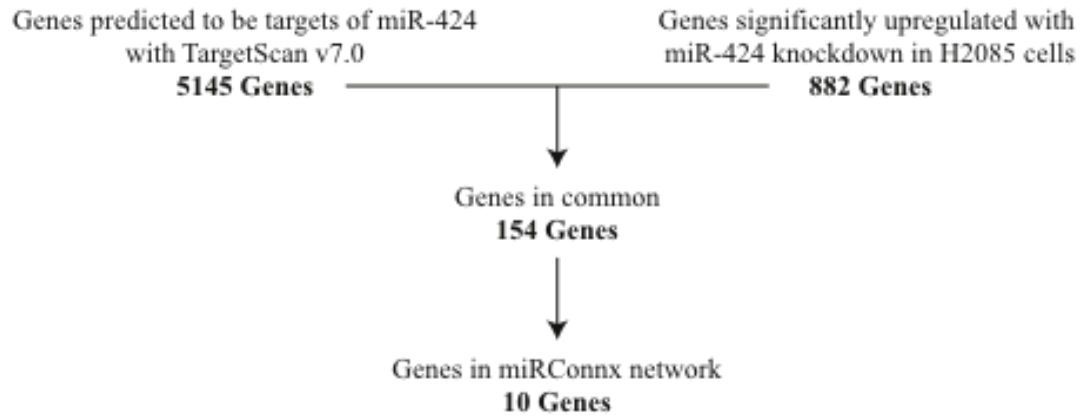 Genes predicted to be targets of miR-424
with TargetScan v7.0
5145 Genes
Genes significantly upregulated with
miR-424 knockdown in H2085 cells
882 Genes
Genes in common
154 Genes
Genes in miRConnx network
10 Genes